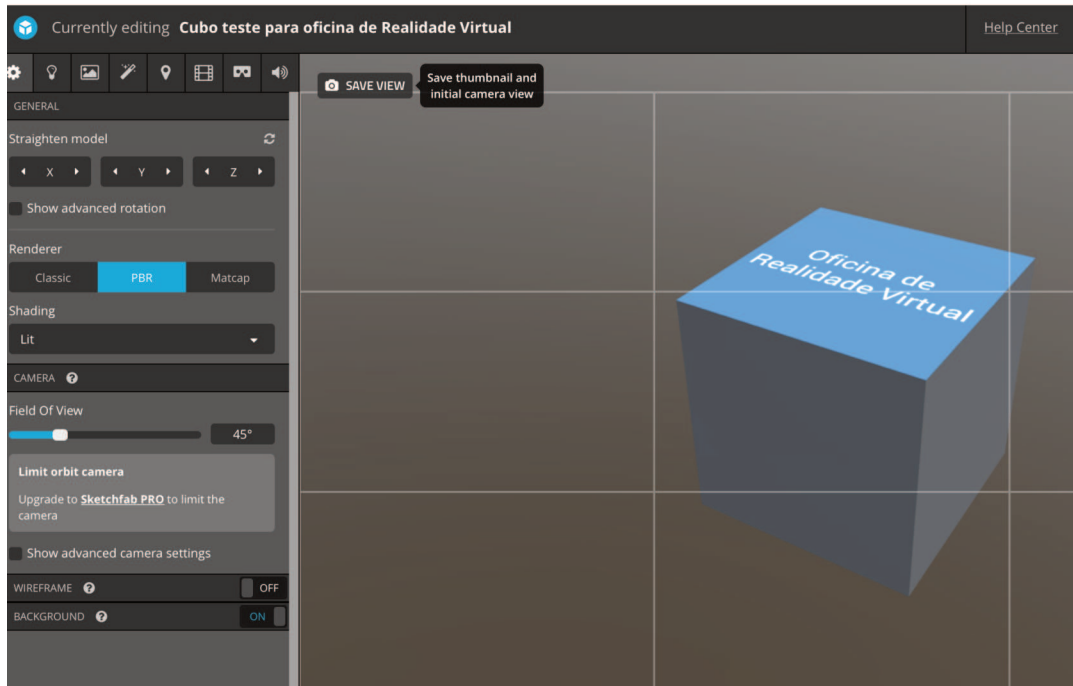 Currently editing Cubo teste para oficina de Realidade Virtual
Help Center
SAVE VIEW
Save thumbnail and
initial camera view
GENERAL
Straighten model
X Y Z
Show advanced rotation
Renderer
Classic PBR Matcap
Shading
Lit
CAMERA ?
Field Of View
45°
Limit orbit camera
Upgrade to Sketchfab PRO to limit the
camera
Show advanced camera settings
WIREFRAME ? OFF
BACKGROUND ? ON
Oficina de
Realidade Virtual